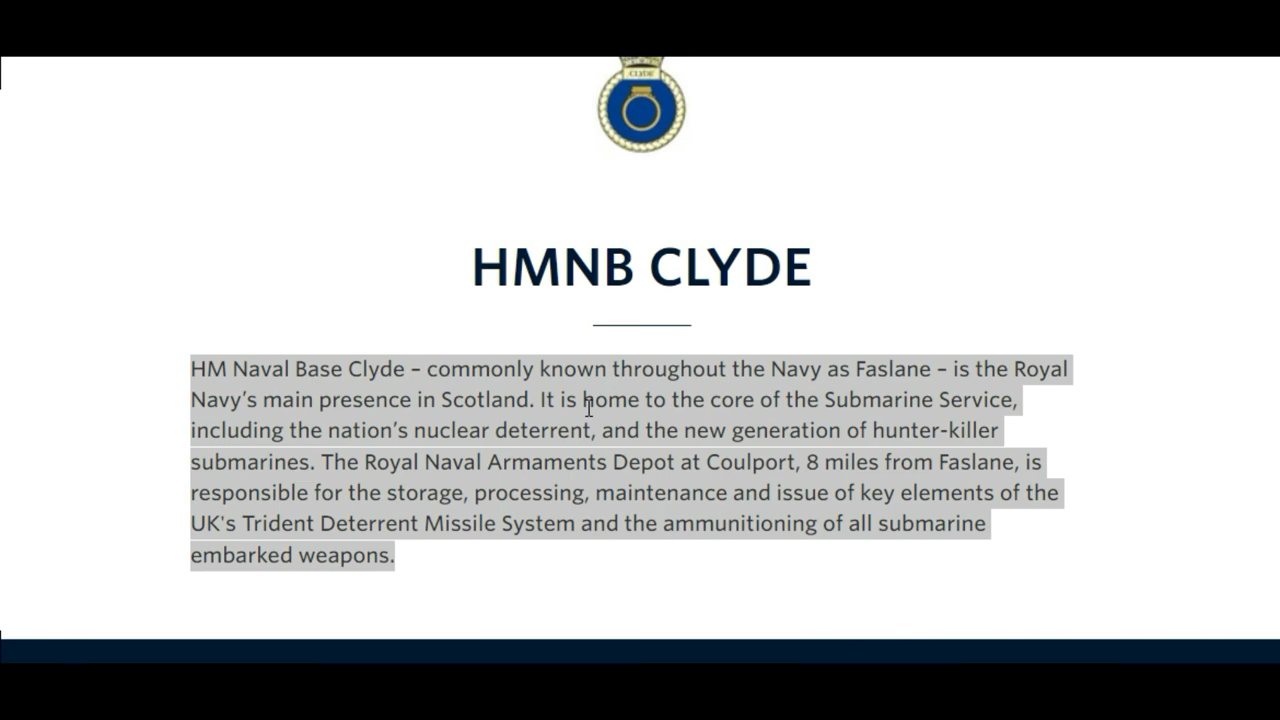 CLYDE
HMNB CLYDE
HM Naval Base Clyde – commonly known throughout the Navy as Faslane – is the Royal
Navy’s main presence in Scotland. It is home to the core of the Submarine Service,
including the nation’s nuclear deterrent, and the new generation of hunter-killer
submarines. The Royal Naval Armaments Depot at Coulport, 8 miles from Faslane, is
responsible for the storage, processing, maintenance and issue of key elements of the
UK's Trident Deterrent Missile System and the ammunitioning of all submarine
embarked weapons.